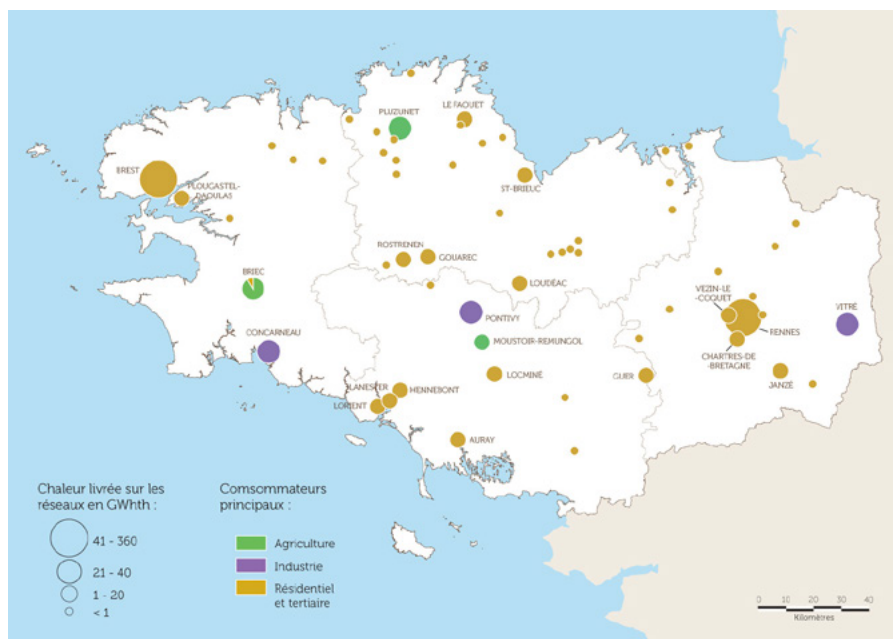 LE FAOUET
PLUZUNET
BREST
PLOUGASTEL-
DAOULAS
ST-BRIEUC
ROSTRENEN
GOUAREC
BRIEC
LOUDÉAC
VEZIN-LE
-COQUET
VITRÉ
PONTIVY
RENNES
CONCARNEAU
MOUSTOIR-REMUNGOL
CHARTRES-DE-
-BRETAGNE
LOCMINÉ
GUER
JANZÉ
LANESTER
HENNEBONT
LORIENT
AURAY
Chaleur livrée sur les
réseaux en GWhth :
41 - 360
21 - 40
1 - 20
< 1
Comsommateurs
principaux :
Agriculture
Industrie
Résidentiel
et tertiaire
0 10 20 30 40
Kilomètres